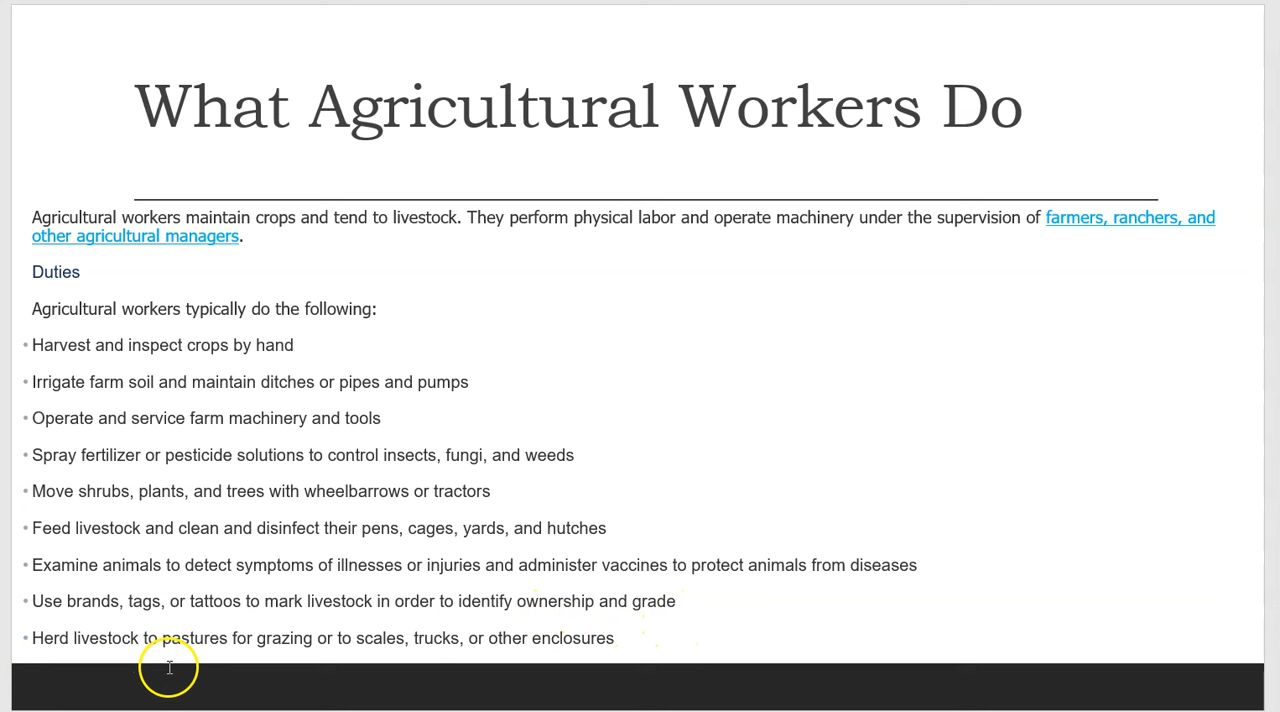 What Agricultural Workers Do
Agricultural workers maintain crops and tend to livestock. They perform physical labor and operate machinery under the supervision of farmers, ranchers, and
other agricultural managers.
Duties
Agricultural workers typically do the following:
• Harvest and inspect crops by hand
• Irrigate farm soil and maintain ditches or pipes and pumps
• Operate and service farm machinery and tools
• Spray fertilizer or pesticide solutions to control insects, fungi, and weeds
• Move shrubs, plants, and trees with wheelbarrows or tractors
• Feed livestock and clean and disinfect their pens, cages, yards, and hutches
• Examine animals to detect symptoms of illnesses or injuries and administer vaccines to protect animals from diseases
• Use brands, tags, or tattoos to mark livestock in order to identify ownership and grade
• Herd livestock to pastures for grazing or to scales, trucks, or other enclosures